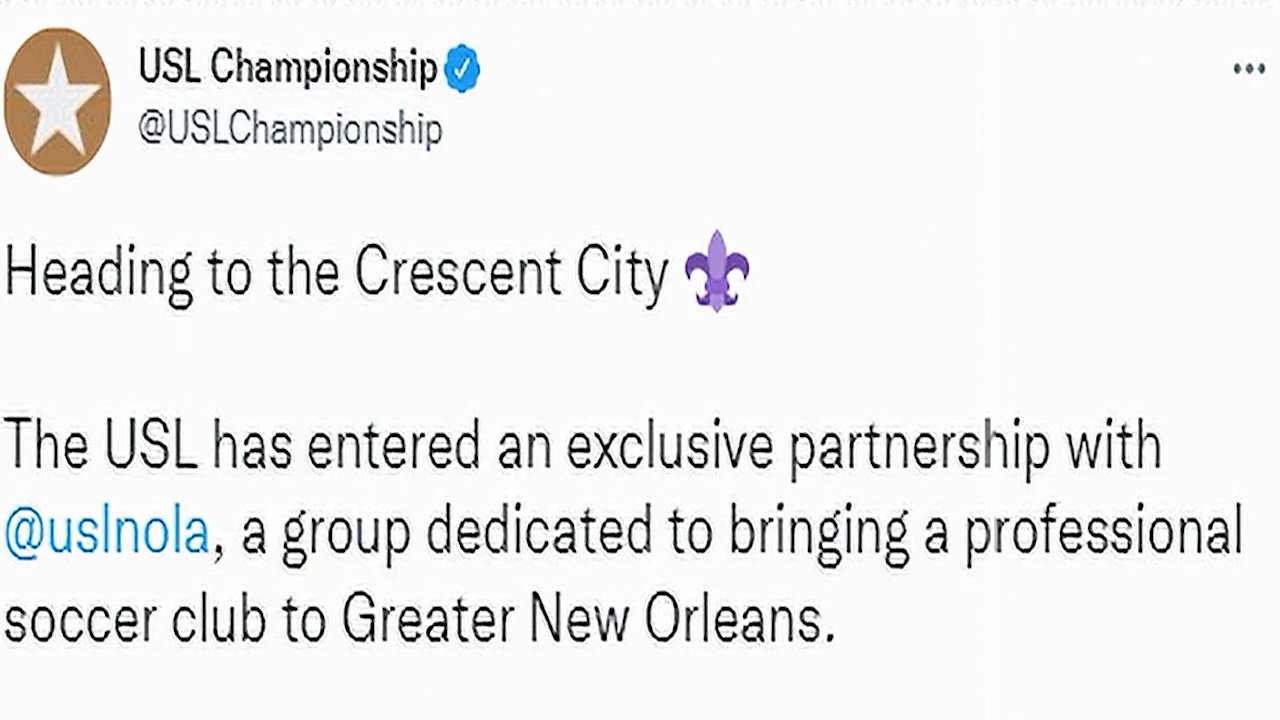 USL Championship
@USLChampionship
Heading to the Crescent City ⚜
The USL has entered an exclusive partnership with
@uslnola, a group dedicated to bringing a professional
soccer club to Greater New Orleans.